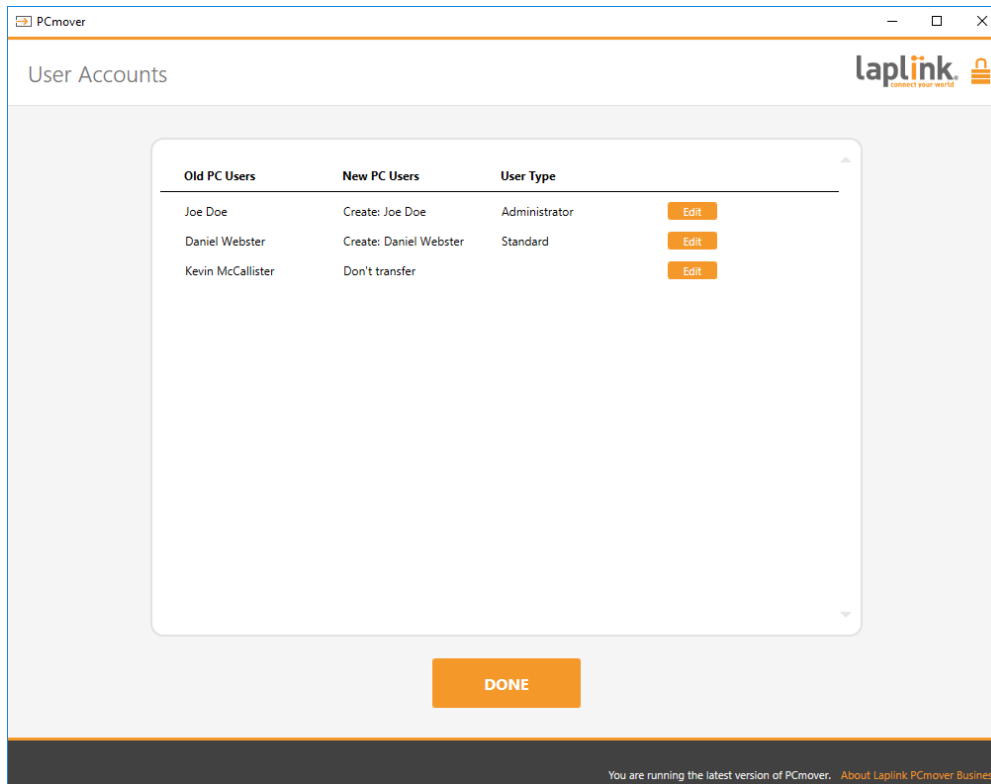 PCmover
User Accounts
laplink.
connect your world
Old PC Users New PC Users User Type
Joe Doe Create: Joe Doe Administrator Edit
Daniel Webster Create: Daniel Webster Standard Edit
Kevin McCallister Don't transfer Edit
DONE
You are running the latest version of PCmover. About Laplink PCmover Busines